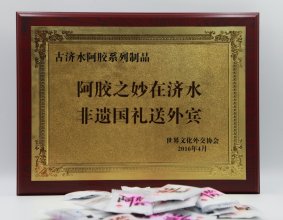 古济水阿胶系列制品
阿胶之妙在济水
非遗国礼送外宾
世界文化外交协会
2016年4月